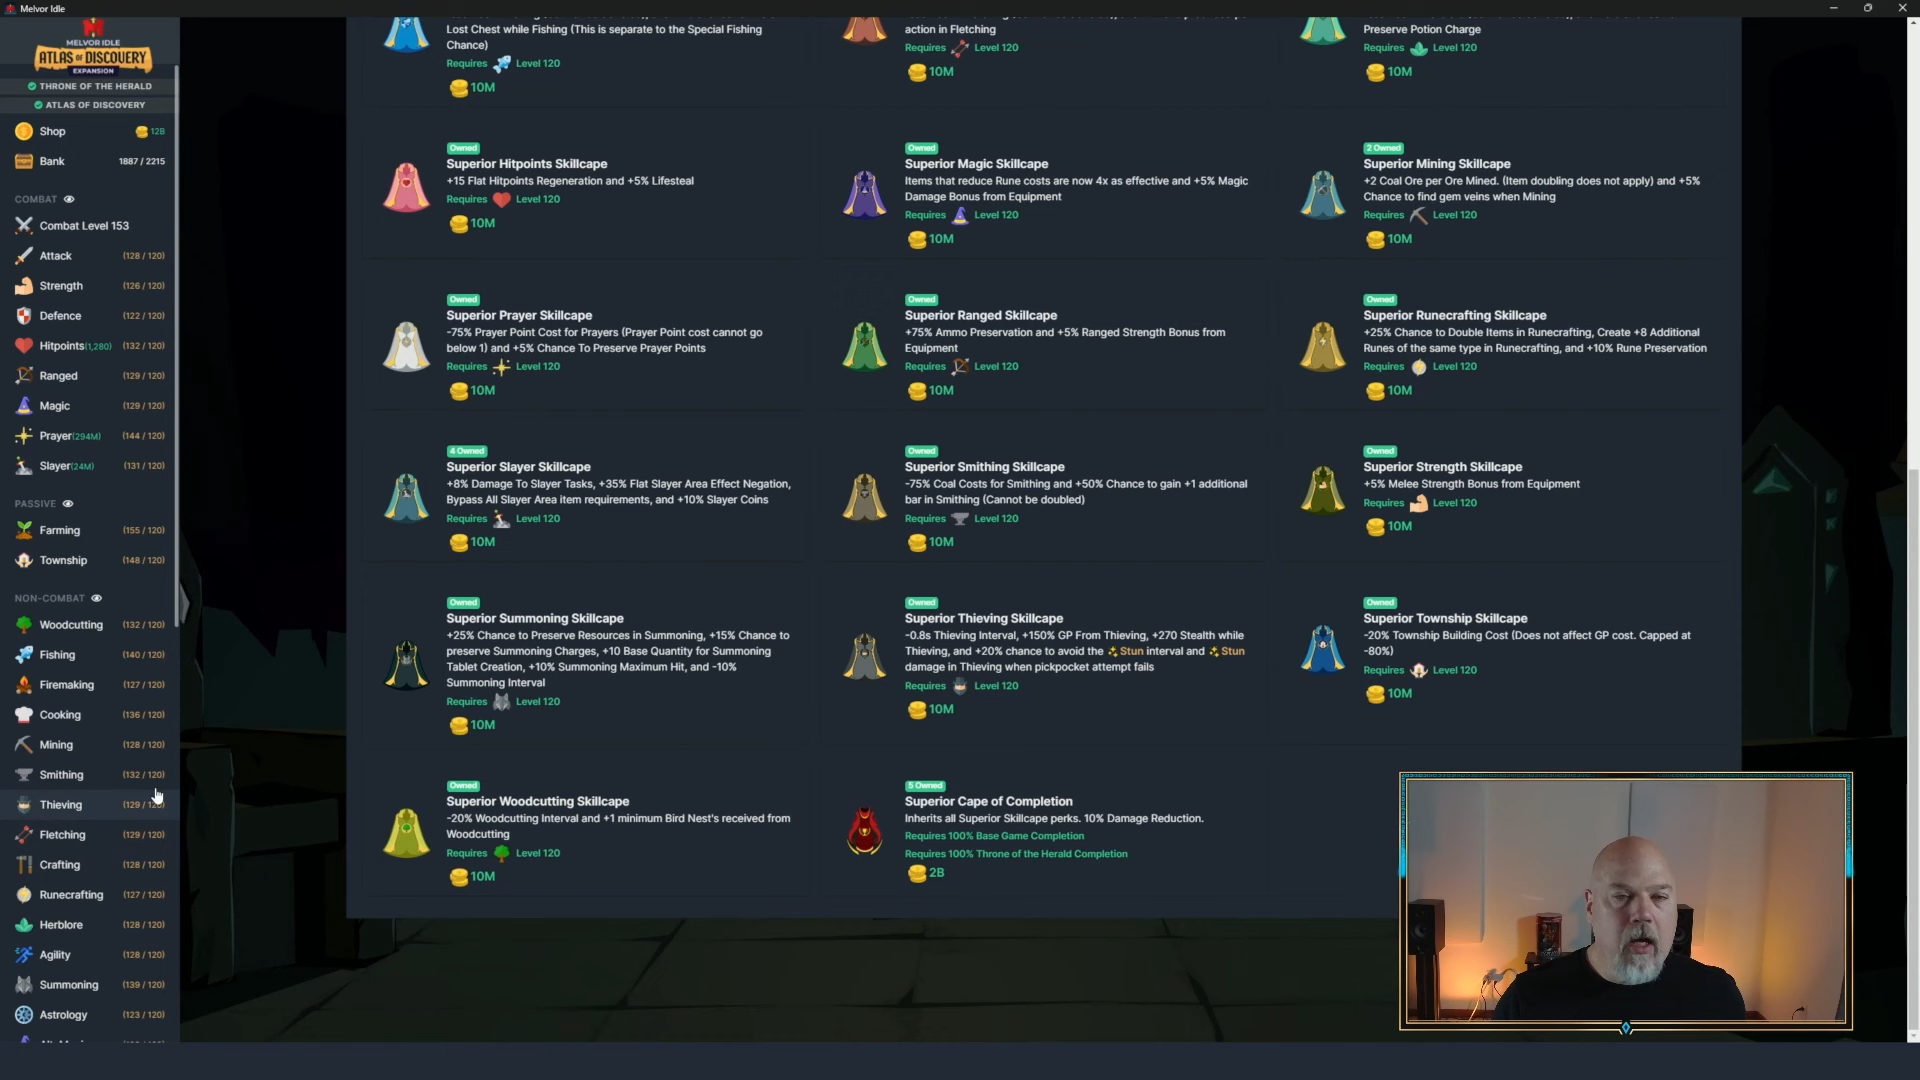 Melvor Idle
MELVOR IDLE
ATLAS OF DISCOVERY
EXPANSION
THRONE OF THE HERALD
ATLAS OF DISCOVERY
Shop 12B
Bank 1887 / 2215
COMBAT
Combat Level 153
Attack (128 / 120)
Strength (126 / 120)
Defence (122 / 120)
Hitpoints(1,280) (132 / 120)
Ranged (129 / 120)
Magic (129 / 120)
Prayer(294M) (144 / 120)
Slayer(24M) (131 / 120)
PASSIVE
Farming (155 / 120)
Township (148 / 120)
NON-COMBAT
Woodcutting (132 / 120)
Fishing (140 / 120)
Firemaking (127 / 120)
Cooking (136 / 120)
Mining (128 / 120)
Smithing (132 / 120)
Thieving (129 / 120)
Fletching (129 / 120)
Crafting (128 / 120)
Runecrafting (127 / 120)
Herblore (128 / 120)
Agility (128 / 120)
Summoning (139 / 120)
Astrology (123 / 120)
Lost Chest while Fishing (This is separate to the Special Fishing
Chance)
Requires Level 120
10M
action in Fletching
Requires Level 120
10M
Preserve Potion Charge
Requires Level 120
10M
Owned
Superior Hitpoints Skillcape
+15 Flat Hitpoints Regeneration and +5% Lifesteal
Requires Level 120
10M
Owned
Superior Magic Skillcape
Items that reduce Rune costs are now 4x as effective and +5% Magic
Damage Bonus from Equipment
Requires Level 120
10M
2 Owned
Superior Mining Skillcape
+2 Coal Ore per Ore Mined. (Item doubling does not apply) and +5%
Chance to find gem veins when Mining
Requires Level 120
10M
Owned
Superior Prayer Skillcape
-75% Prayer Point Cost for Prayers (Prayer Point cost cannot go
below 1) and +5% Chance To Preserve Prayer Points
Requires Level 120
10M
Owned
Superior Ranged Skillcape
+75% Ammo Preservation and +5% Ranged Strength Bonus from
Equipment
Requires Level 120
10M
Owned
Superior Runecrafting Skillcape
+25% Chance to Double Items in Runecrafting, Create +8 Additional
Runes of the same type in Runecrafting, and +10% Rune Preservation
Requires Level 120
10M
4 Owned
Superior Slayer Skillcape
+8% Damage To Slayer Tasks, +35% Flat Slayer Area Effect Negation,
Bypass All Slayer Area item requirements, and +10% Slayer Coins
Requires Level 120
10M
Owned
Superior Smithing Skillcape
-75% Coal Costs for Smithing and +50% Chance to gain +1 additional
bar in Smithing (Cannot be doubled)
Requires Level 120
10M
Owned
Superior Strength Skillcape
+5% Melee Strength Bonus from Equipment
Requires Level 120
10M
Owned
Superior Summoning Skillcape
+25% Chance to Preserve Resources in Summoning, +15% Chance to
preserve Summoning Charges, +10 Base Quantity for Summoning
Tablet Creation, +10% Summoning Maximum Hit, and -10%
Summoning Interval
Requires Level 120
10M
Owned
Superior Thieving Skillcape
-0.8s Thieving Interval, +150% GP From Thieving, +270 Stealth while
Thieving, and +20% chance to avoid the Stun interval and Stun
damage in Thieving when pickpocket attempt fails
Requires Level 120
10M
Owned
Superior Township Skillcape
-20% Township Building Cost (Does not affect GP cost. Capped at
-80%)
Requires Level 120
10M
Owned
Superior Woodcutting Skillcape
-20% Woodcutting Interval and +1 minimum Bird Nest's received from
Woodcutting
Requires Level 120
10M
5 Owned
Superior Cape of Completion
Inherits all Superior Skillcape perks. 10% Damage Reduction.
Requires 100% Base Game Completion
Requires 100% Throne of the Herald Completion
2B